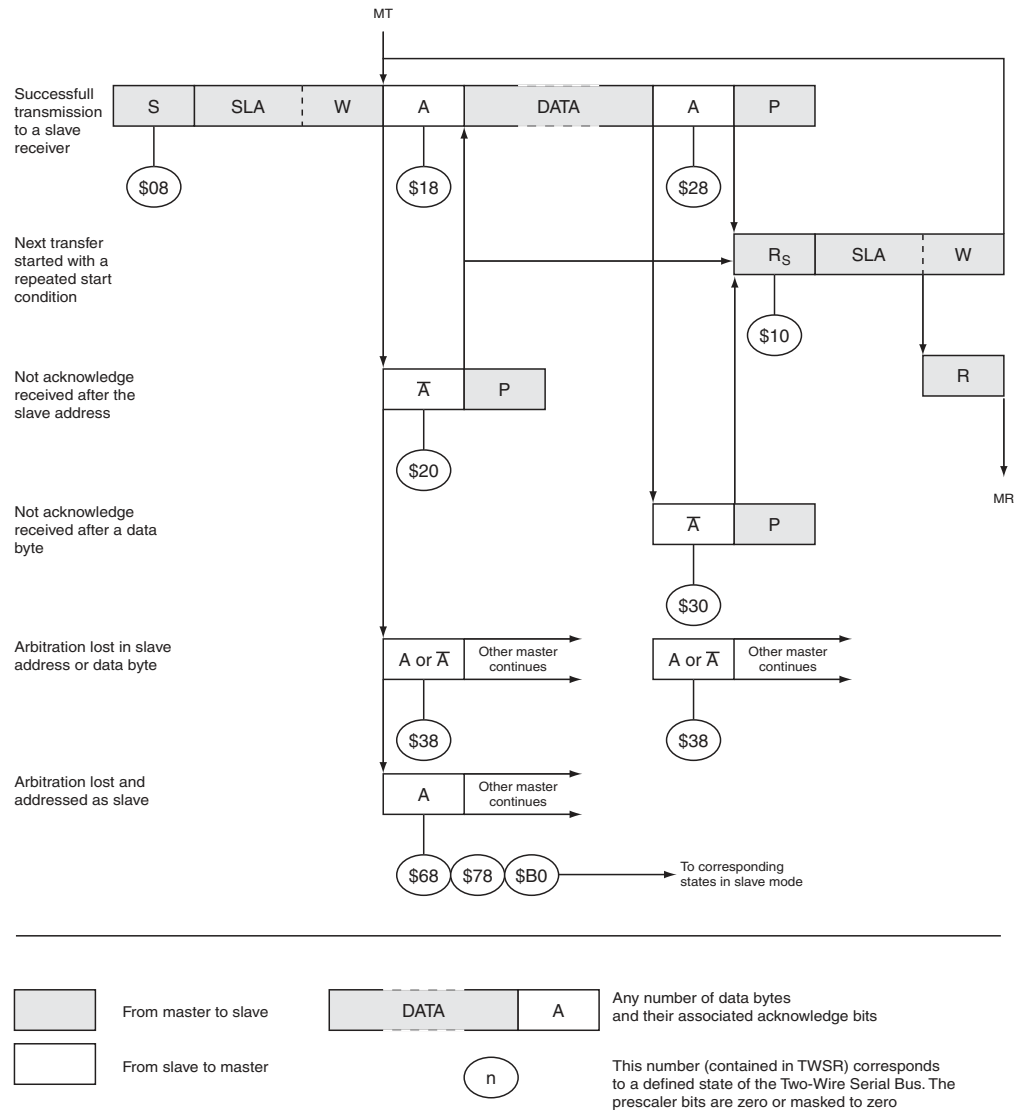 MT
Successfull
transmission
to a slave
receiver
S SLA W A DATA A P
$08 $18 $28
Next transfer
started with a
repeated start
condition
RS SLA W
$10
Not acknowledge
received after the
slave address
A̅ P
R
$20
MR
Not acknowledge
received after a data
byte
A̅ P
$30
Arbitration lost in slave
address or data byte
A or A̅ Other master
continues
A or A̅ Other master
continues
$38 $38
Arbitration lost and
addressed as slave
A Other master
continues
$68 $78 $B0
To corresponding
states in slave mode
From master to slave
DATA A
Any number of data bytes
and their associated acknowledge bits
From slave to master
n
This number (contained in TWSR) corresponds
to a defined state of the Two-Wire Serial Bus. The
prescaler bits are zero or masked to zero